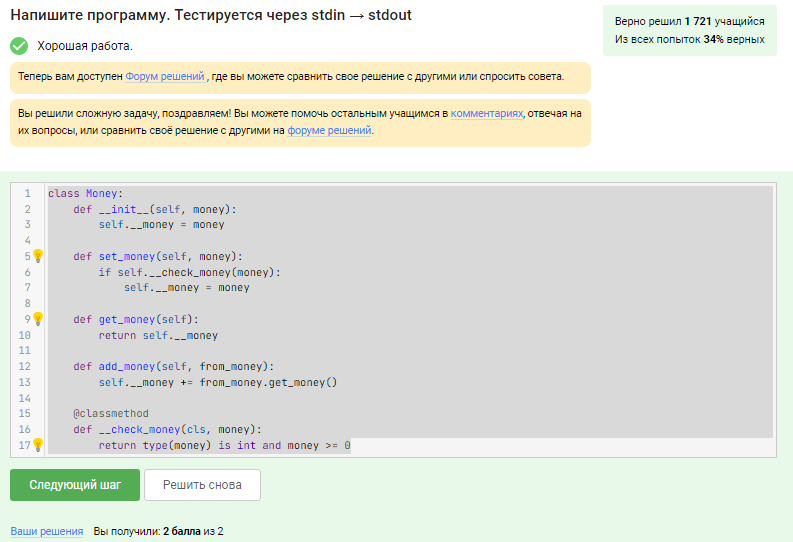 Напишите программу. Тестируется через stdin → stdout
Верно решил 1 721 учащийся
Из всех попыток 34% верных
Хорошая работа.
Теперь вам доступен Форум решений , где вы можете сравнить свое решение с другими или спросить совета.
Вы решили сложную задачу, поздравляем! Вы можете помочь остальным учащимся в комментариях, отвечая на
их вопросы, или сравнить своё решение с другими на форуме решений.
1 class Money:
2     def __init__(self, money):
3         self.__money = money
4
5     def set_money(self, money):
6         if self.__check_money(money):
7             self.__money = money
8
9     def get_money(self):
10         return self.__money
11
12     def add_money(self, from_money):
13         self.__money += from_money.get_money()
14
15     @classmethod
16     def __check_money(cls, money):
17         return type(money) is int and money >= 0
Следующий шаг
Решить снова
Ваши решения Вы получили: 2 балла из 2